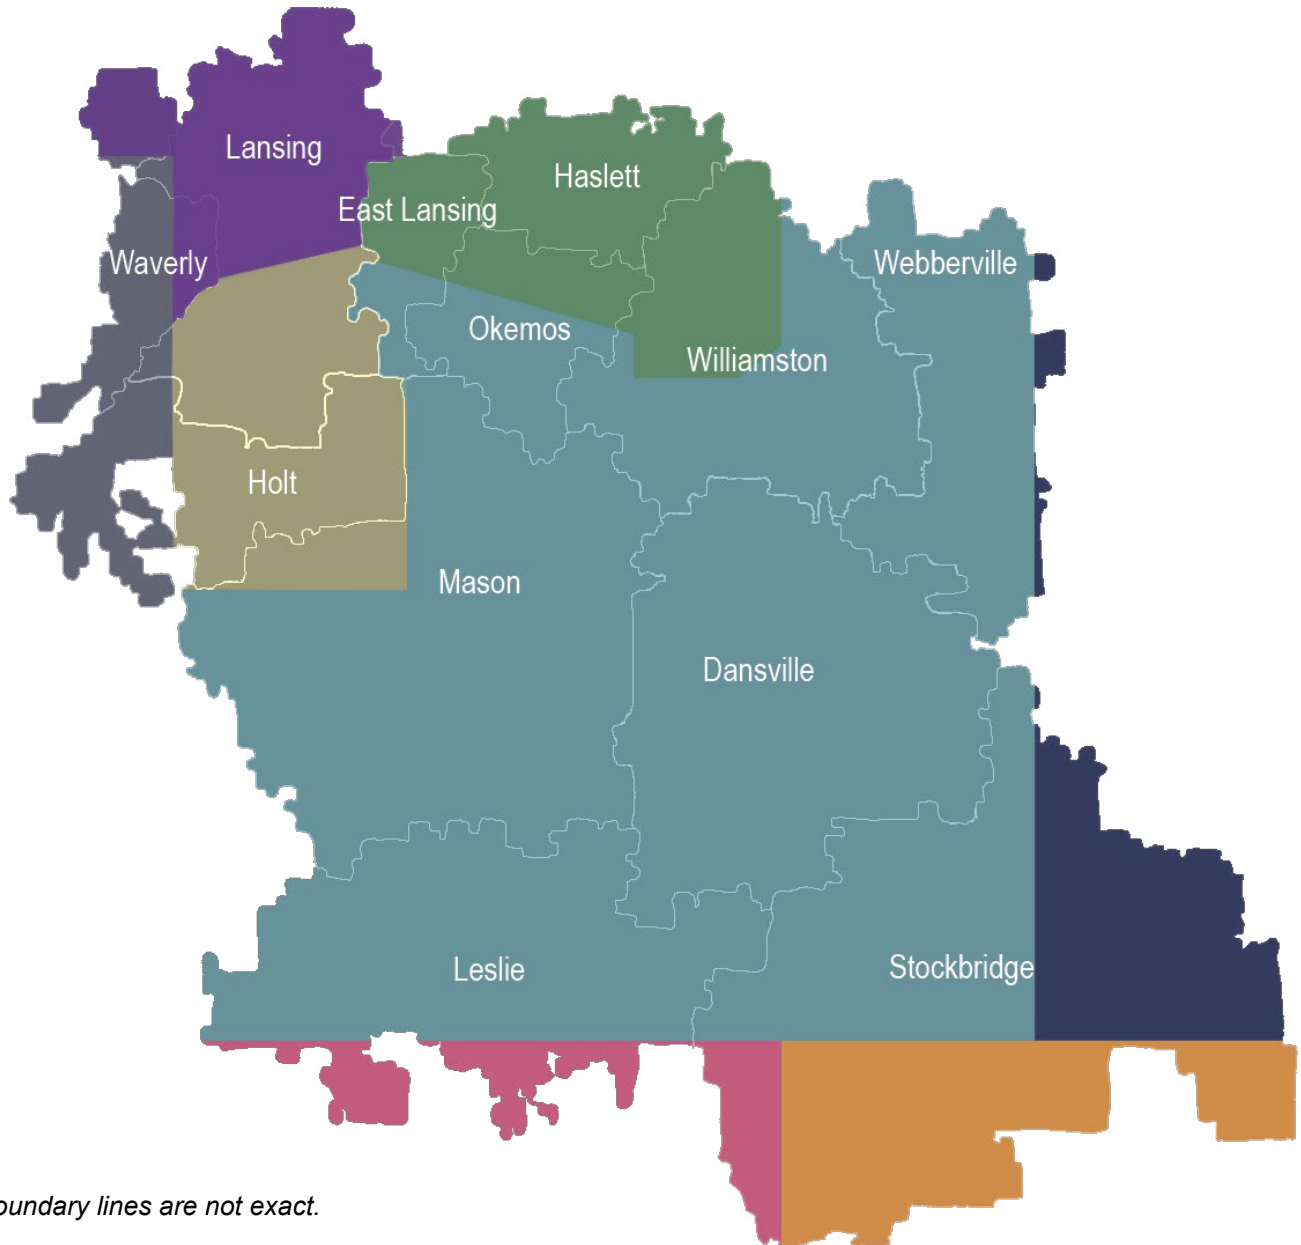 Lansing
Haslett
East Lansing
Waverly
Webberville
Okemos
Williamston
Holt
Mason
Dansville
Leslie
Stockbridge
oundary lines are not exact.